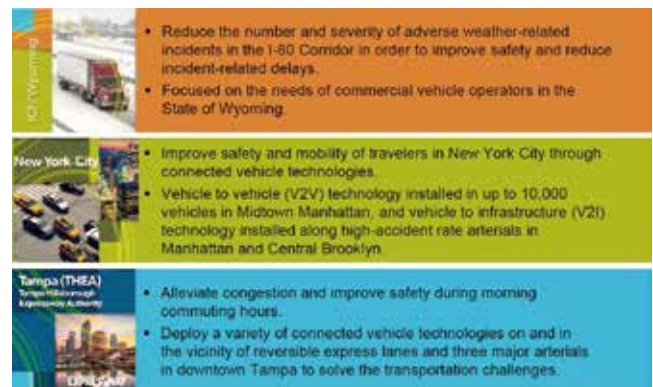 ICF/Wyoming
• Reduce the number and severity of adverse weather-related
incidents in the I-80 Corridor in order to improve safety and reduce
incident-related delays.
• Focused on the needs of commercial vehicle operators in the
State of Wyoming.
New York City
• Improve safety and mobility of travelers in New York City through
connected vehicle technologies.
• Vehicle to vehicle (V2V) technology installed in up to 10,000
vehicles in Midtown Manhattan, and vehicle to infrastructure (V2I)
technology installed along high-accident rate arterials in
Manhattan and Central Brooklyn
Tampa (THEA)
Tampa Hillsborough
Expressway Authority
• Alleviate congestion and improve safety during morning
commuting hours.
• Deploy a variety of connected vehicle technologies on and in
the vicinity of reversible express lanes and three major arterials
in downtown Tampa to solve the transportation challenges.